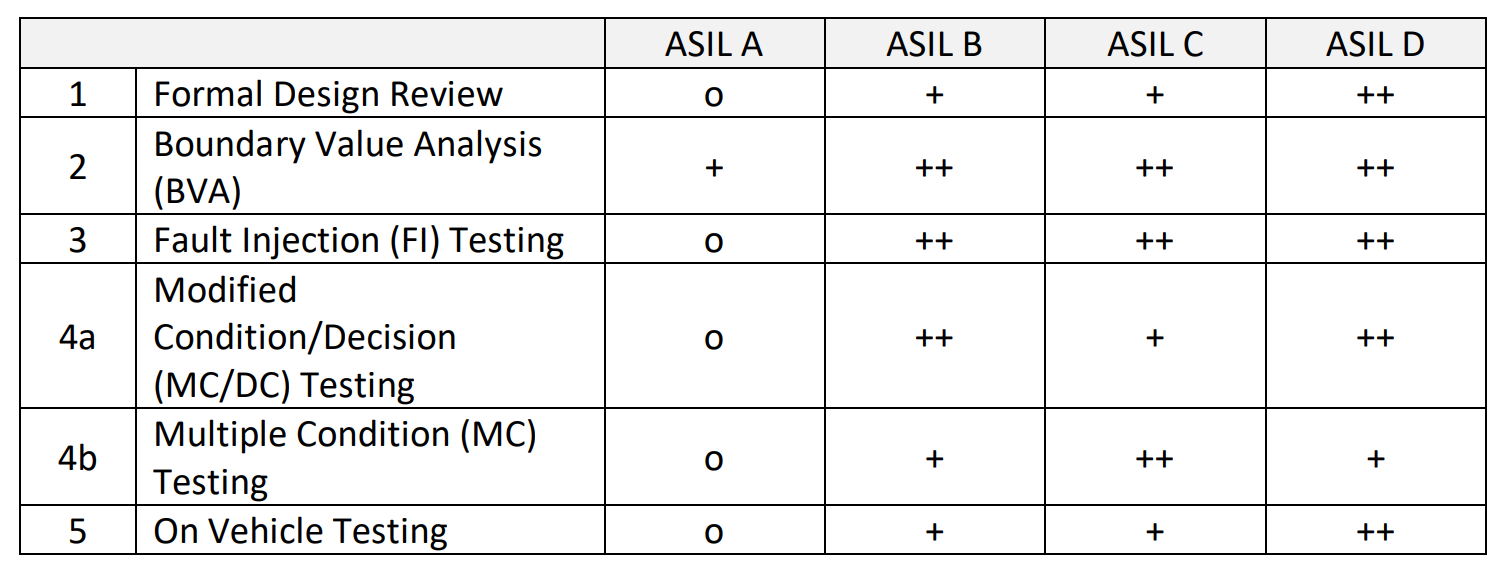 ASIL A ASIL B ASIL C ASIL D
1 Formal Design Review o + + ++
2 Boundary Value Analysis
(BVA) + ++ ++ ++
3 Fault Injection (FI) Testing o ++ ++ ++
4a Modified
Condition/Decision
(MC/DC) Testing o ++ + ++
4b Multiple Condition (MC)
Testing o + ++ +
5 On Vehicle Testing o + + ++